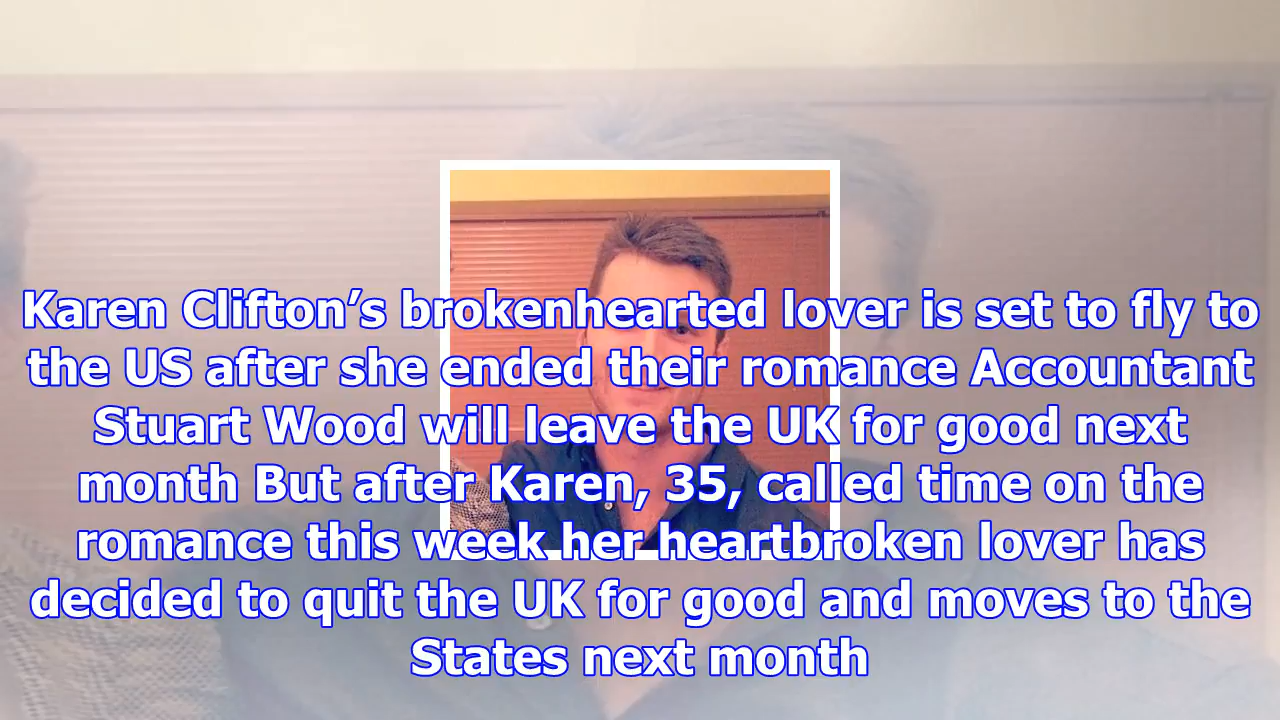 Karen Clifton’s brokenhearted lover is set to fly to
the US after she ended their romance Accountant
Stuart Wood will leave the UK for good next
month But after Karen, 35, called time on the
romance this week her heartbroken lover has
decided to quit the UK for good and moves to the
States next month